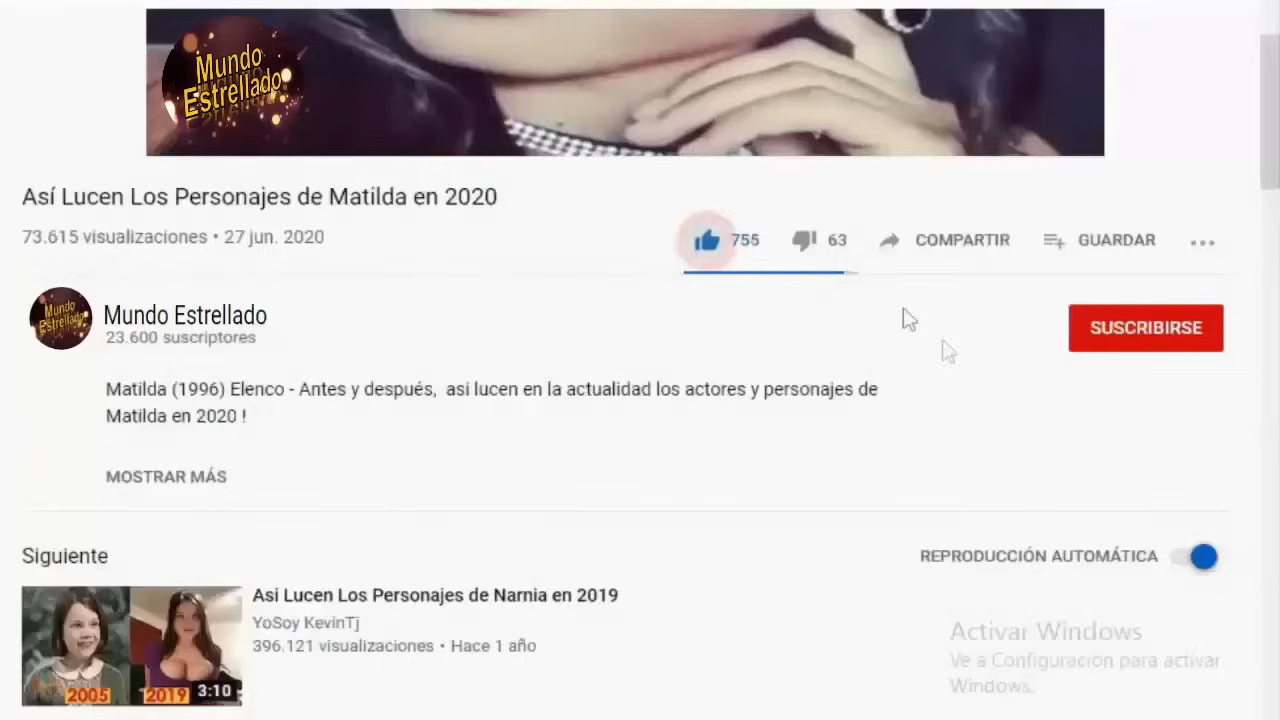 Mundo
Estrellado
Así Lucen Los Personajes de Matilda en 2020
73.615 visualizaciones • 27 jun. 2020
755
63
COMPARTIR
GUARDAR
Mundo
Estrellado
Mundo Estrellado
23.600 suscriptores
SUSCRIBIRSE
Matilda (1996) Elenco - Antes y después, asi lucen en la actualidad los actores y personajes de
Matilda en 2020 !
MOSTRAR MÁS
Siguiente
REPRODUCCIÓN AUTOMÁTICA
Asi Lucen Los Personajes de Narnia en 2019
YoSoy KevinTj
396.121 visualizaciones • Hace 1 año
2005
2019
3:10
Activar Windows
Ve a Configuracion para activar
Windows.